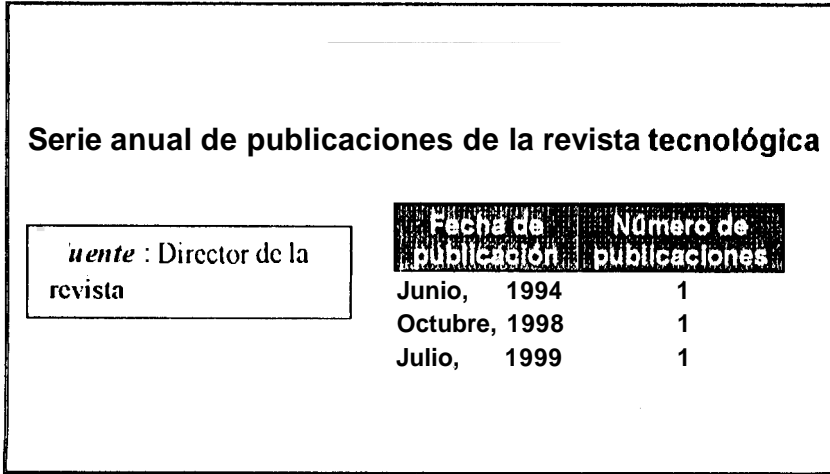 Serie anual de publicaciones de la revista tecnológica
uente : Director de la
revista
Fecha de publicación Número de publicaciones
Junio, 1994 1
Octubre, 1998 1
Julio, 1999 1